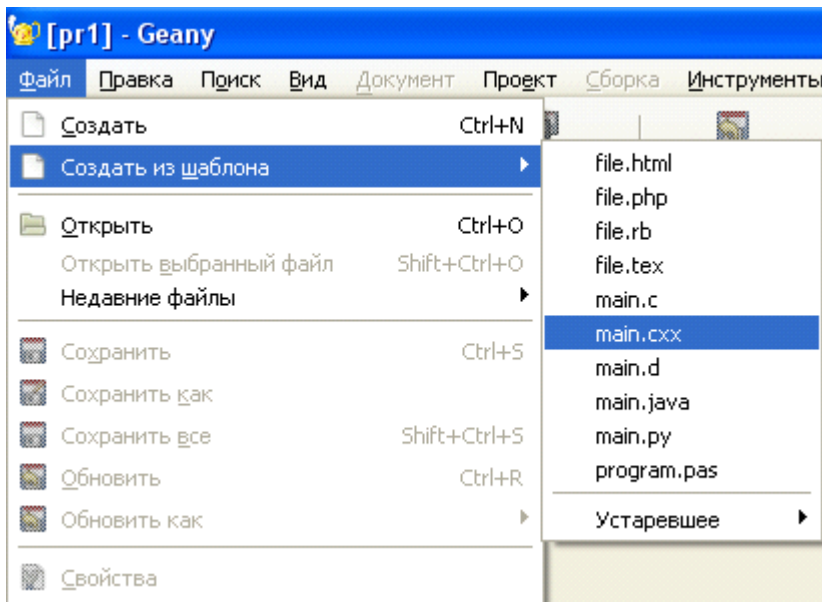 [pr1] - Geany
Файл Правка Поиск Вид Документ Проект Сборка Инструменты
Создать Ctrl+N
Создать из шаблона
Открыть Ctrl+O
Открыть выбранный файл Shift+Ctrl+O
Недавние файлы
Сохранить Ctrl+S
Сохранить как
Сохранить все Shift+Ctrl+S
Обновить Ctrl+R
Обновить как
Свойства
file.html
file.php
file.rb
file.tex
main.c
main.cxx
main.d
main.java
main.py
program.pas
Устаревшее